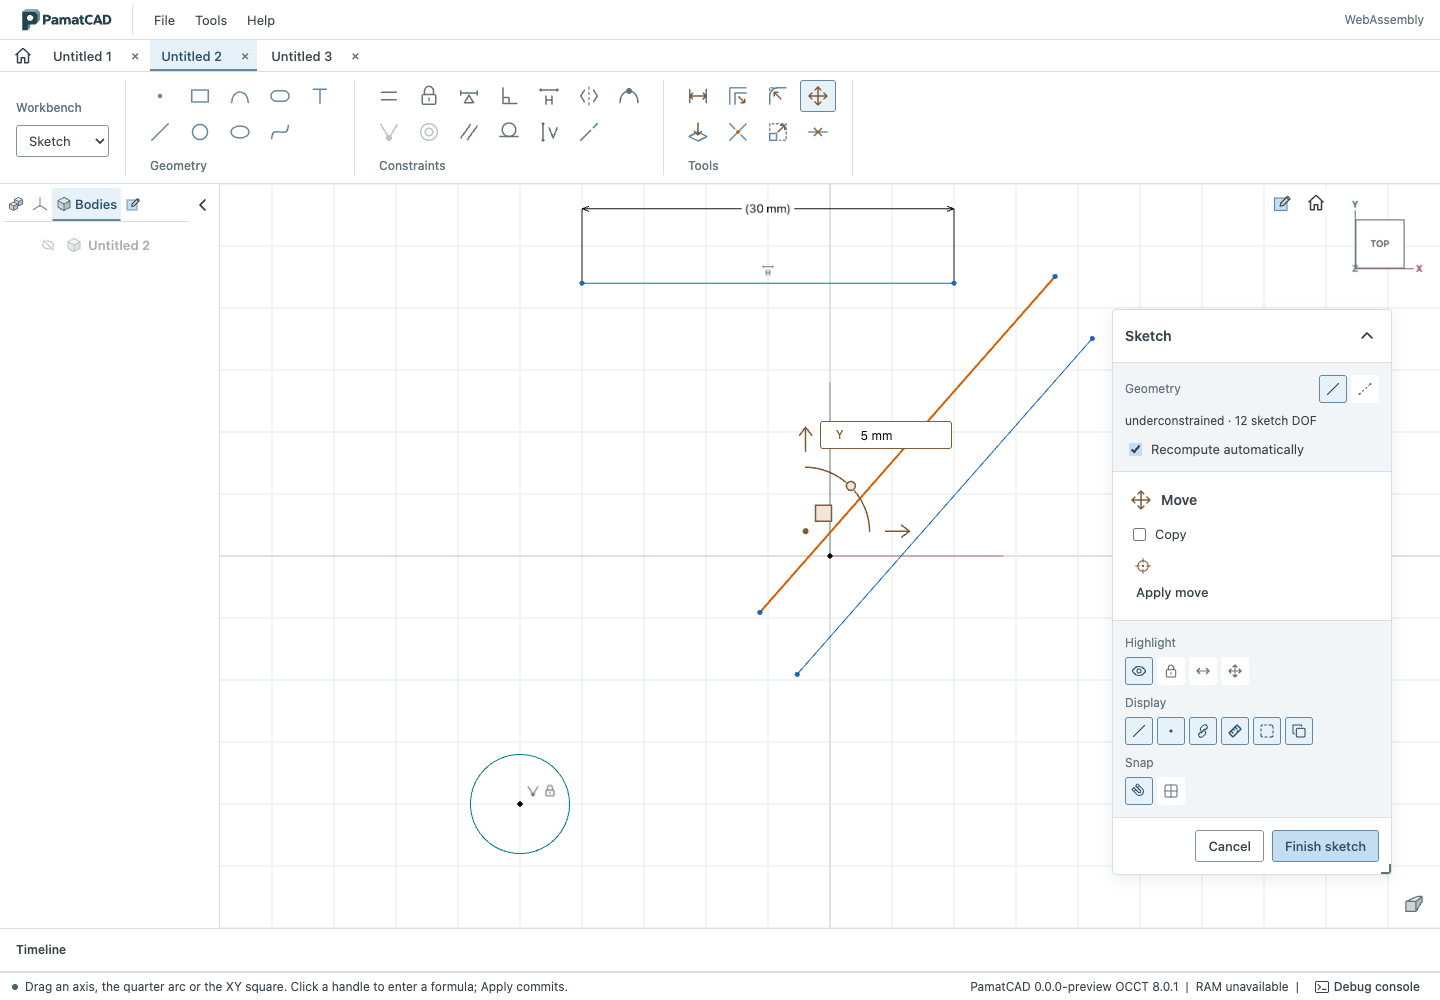 PamatCAD File Tools Help WebAssembly
Untitled 1 × Untitled 2 × Untitled 3 ×
Workbench
Sketch
Geometry Constraints Tools
Bodies
Untitled 2
(30 mm)
H
Y
TOP
Z X
Y 5 mm
Sketch
Geometry
underconstrained · 12 sketch DOF
Recompute automatically
Move
Copy
Apply move
Highlight
Display
Snap
Cancel Finish sketch
Timeline
Drag an axis, the quarter arc or the XY square. Click a handle to enter a formula; Apply commits. PamatCAD 0.0.0-preview OCCT 8.0.1 | RAM unavailable | Debug console